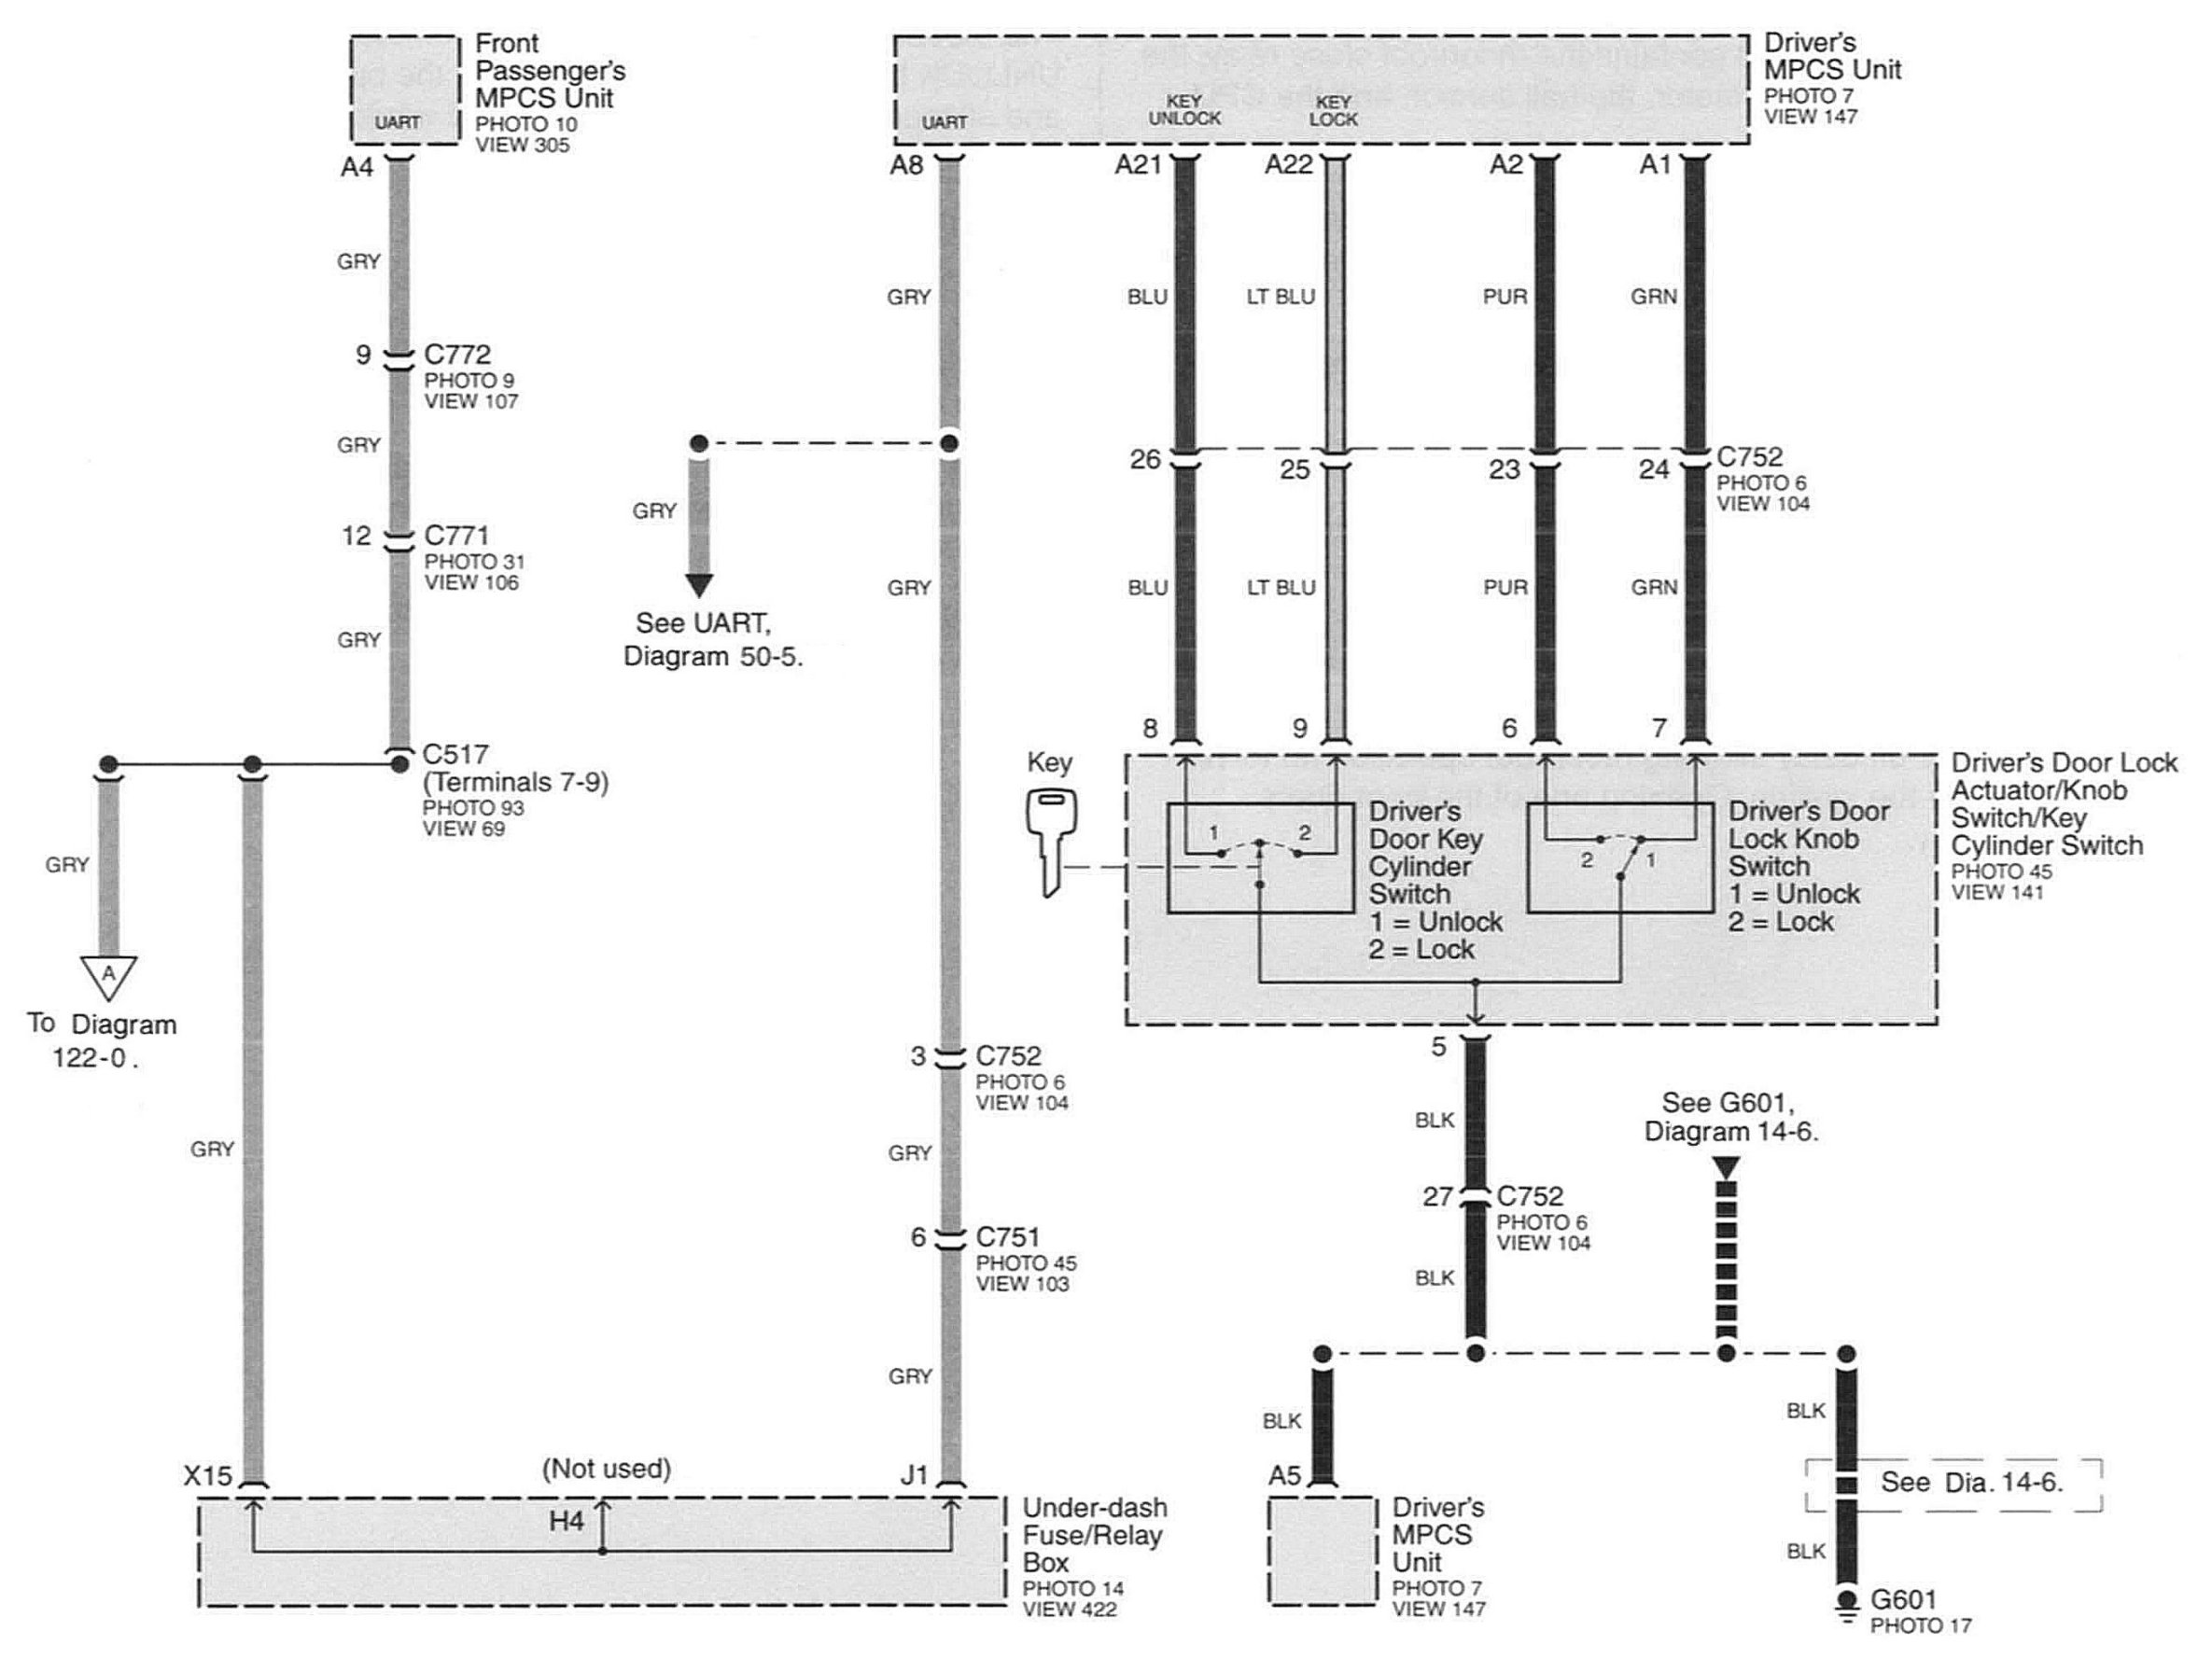 Front
Passenger's
MPCS Unit
PHOTO 10
VIEW 305
UART
A4
GRY
9
C772
PHOTO 9
VIEW 107
GRY
12
C771
PHOTO 31
VIEW 106
GRY
C517
(Terminals 7-9)
PHOTO 93
VIEW 69
GRY
A
To Diagram
122-0.
GRY
X15
(Not used)
H4
J1
Under-dash
Fuse/Relay
Box
PHOTO 14
VIEW 422
Driver's
MPCS Unit
PHOTO 7
VIEW 147
UART
KEY
UNLOCK
KEY
LOCK
A8
A21
A22
A2
A1
GRY
BLU
LT BLU
PUR
GRN
GRY
See UART,
Diagram 50-5.
26
25
23
24
C752
PHOTO 6
VIEW 104
GRY
BLU
LT BLU
PUR
GRN
8
9
6
7
Key
1
2
Driver's
Door Key
Cylinder
Switch
1 = Unlock
2 = Lock
2
1
Driver's Door
Lock Knob
Switch
1 = Unlock
2 = Lock
Driver's Door Lock
Actuator/Knob
Switch/Key
Cylinder Switch
PHOTO 45
VIEW 141
3
C752
PHOTO 6
VIEW 104
GRY
6
C751
PHOTO 45
VIEW 103
GRY
5
BLK
27
C752
PHOTO 6
VIEW 104
BLK
See G601,
Diagram 14-6.
BLK
A5
Driver's
MPCS
Unit
PHOTO 7
VIEW 147
BLK
See Dia. 14-6.
BLK
G601
PHOTO 17